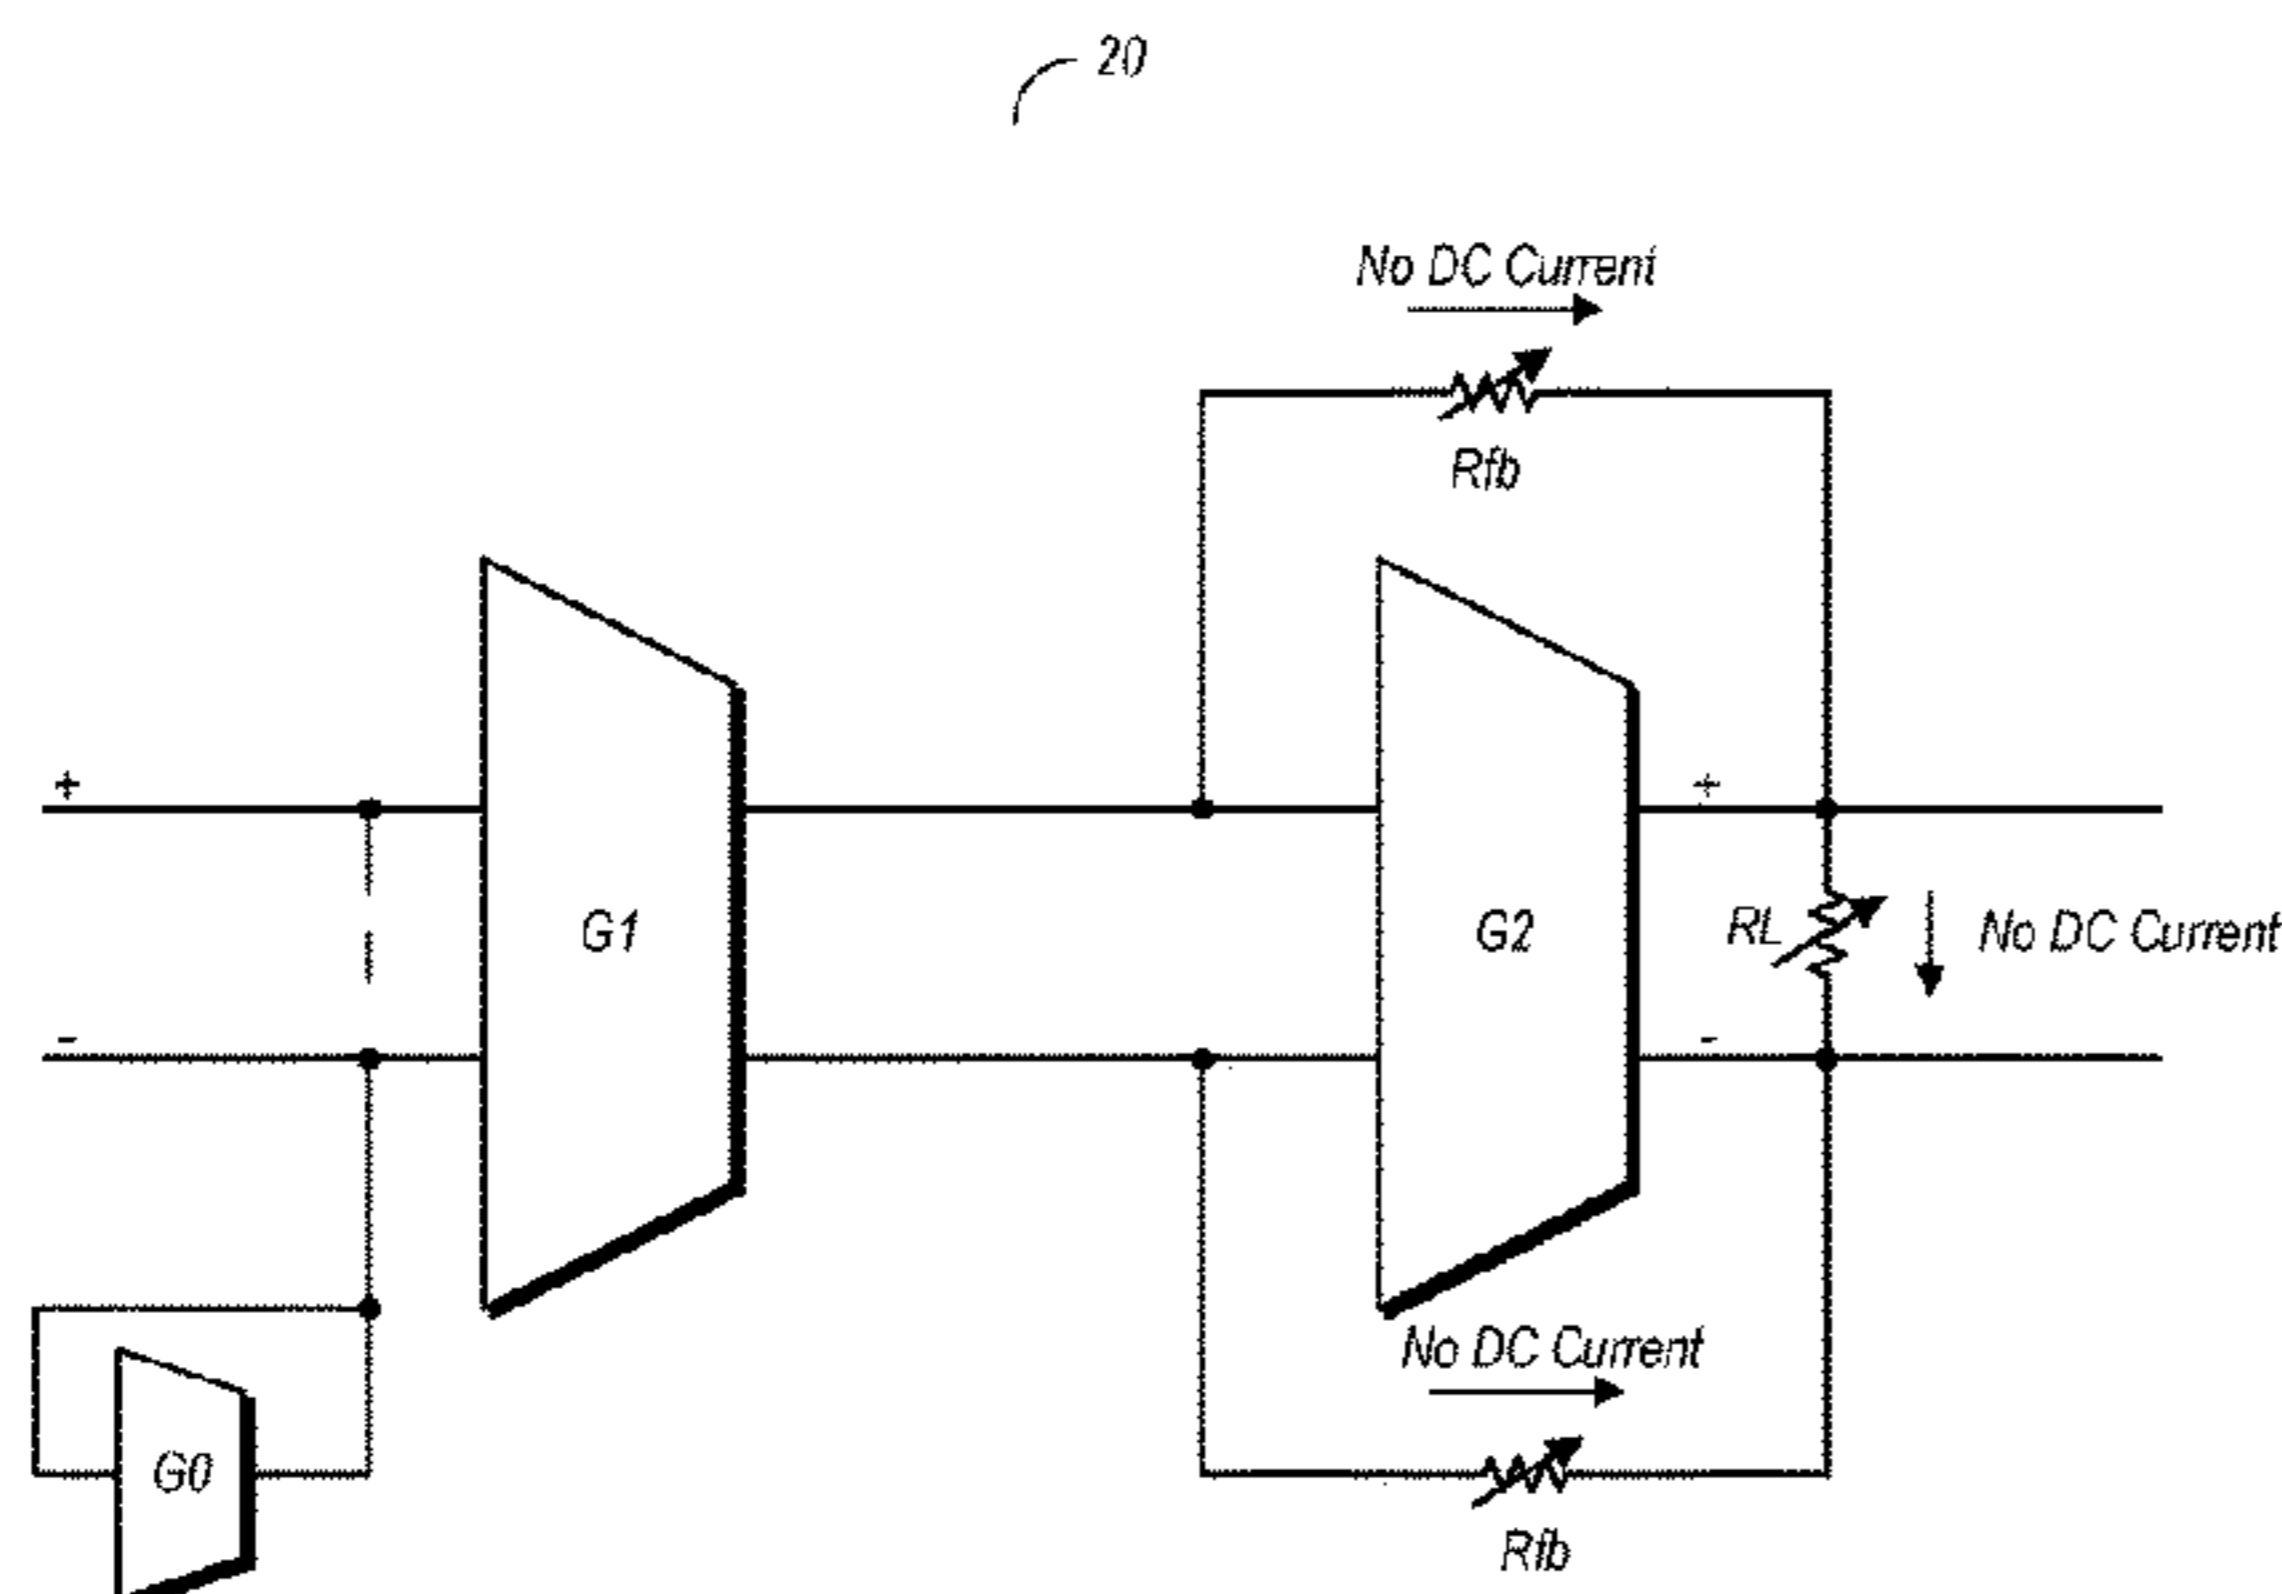 20
No DC Current
Rfb
+
+
G1
G2
RL
No DC Current
-
-
No DC Current
G0
Rfb